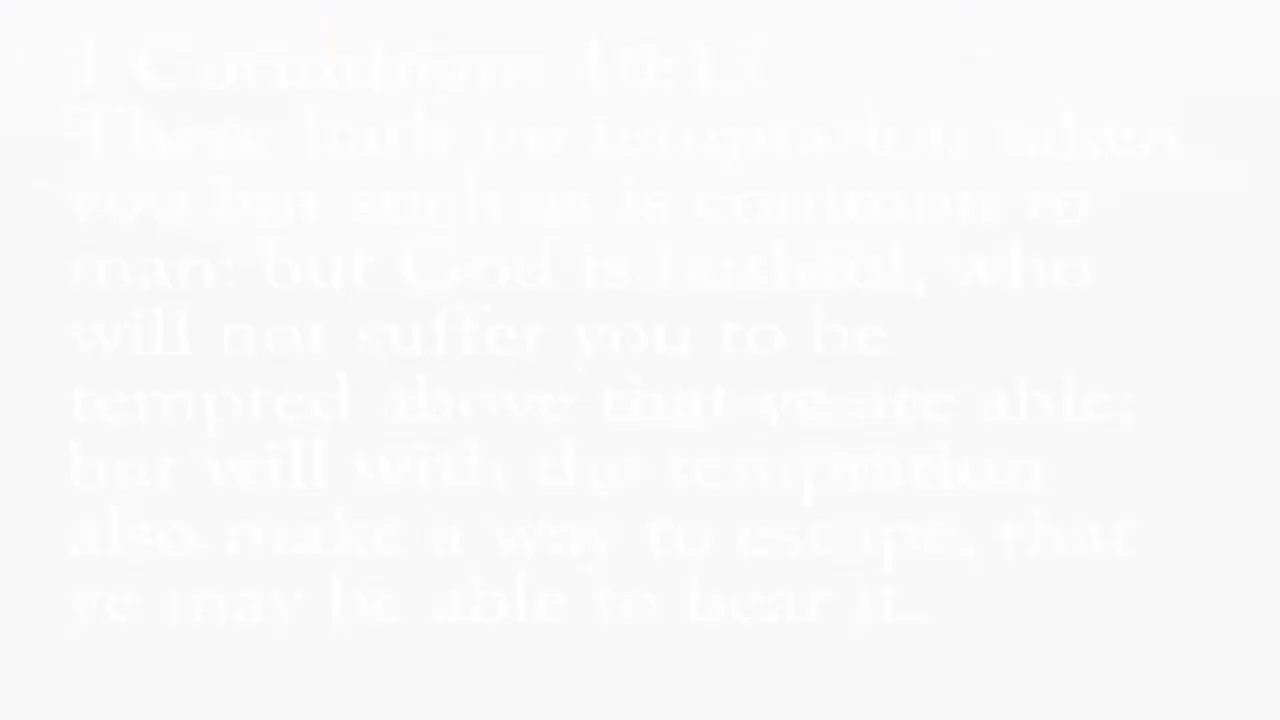 1 Corinthians 10:13
There hath no temptation taken
you but such as is common to
man: but God is faithful, who
will not suffer you to be
tempted above that ye are able;
but will with the temptation
also make a way to escape, that
ye may be able to bear it.